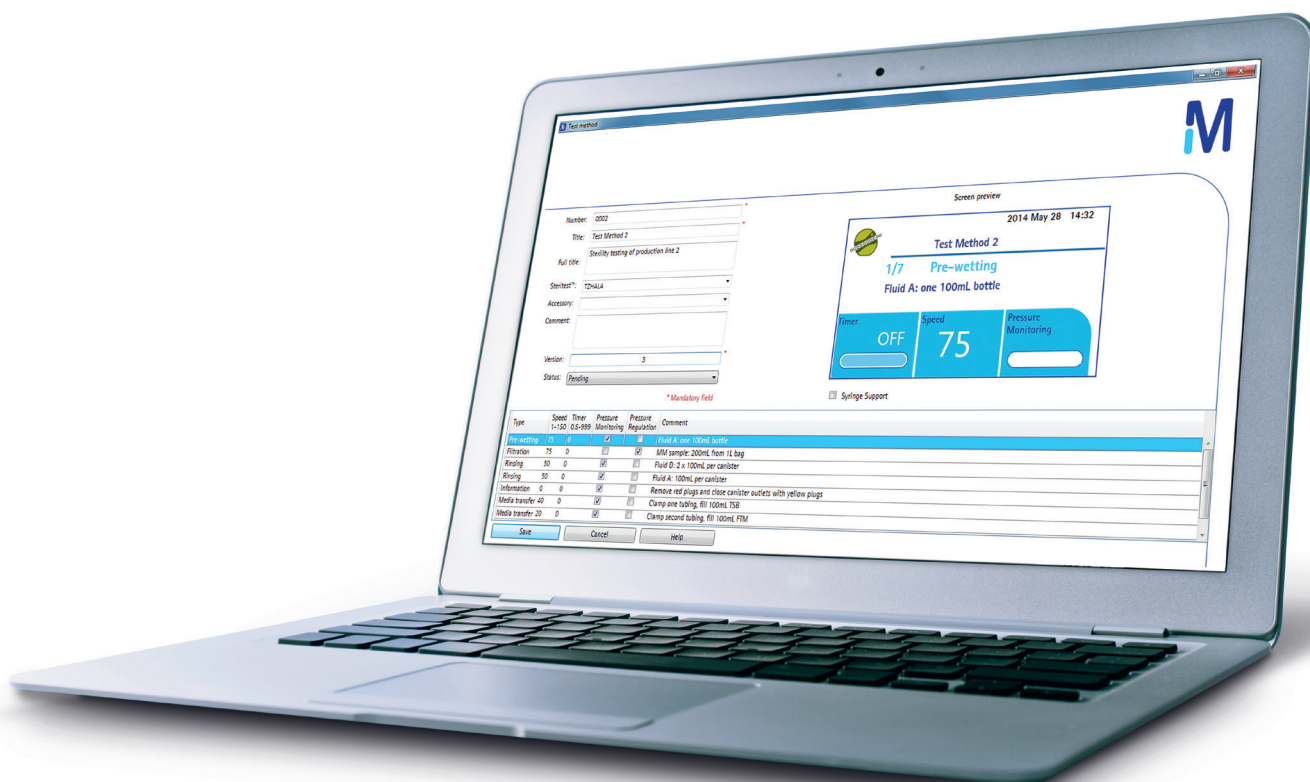 Test method
M
Number: 0002 *
Title: Test Method 2 *
Full title: Sterility testing of production line 2
Steritest™: TZHALA
Accessory:
Comment:
Version: 3 *
Status: Pending
* Mandatory field
Screen preview
2014 May 28 14:32
Test Method 2
1/7 Pre-wetting
Fluid A: one 100mL bottle
Timer
OFF
Speed
75
Pressure
Monitoring
Syringe Support
Type Speed Timer Pressure Pressure Comment
1-150 0.5-999 Monitoring Regulation
Pre-wetting 75 0 Fluid A: one 100mL bottle
Filtration 75 0 MM sample: 200mL from 1L bag
Rinsing 50 0 Fluid D: 2 x 100mL per canister
Rinsing 50 0 Fluid A: 100mL per canister
Information 0 0 Remove red plugs and close canister outlets with yellow plugs
Media transfer 40 0 Clamp one tubing, fill 100mL TSB
Media transfer 20 0 Clamp second tubing, fill 100mL FTM
Save Cancel Help